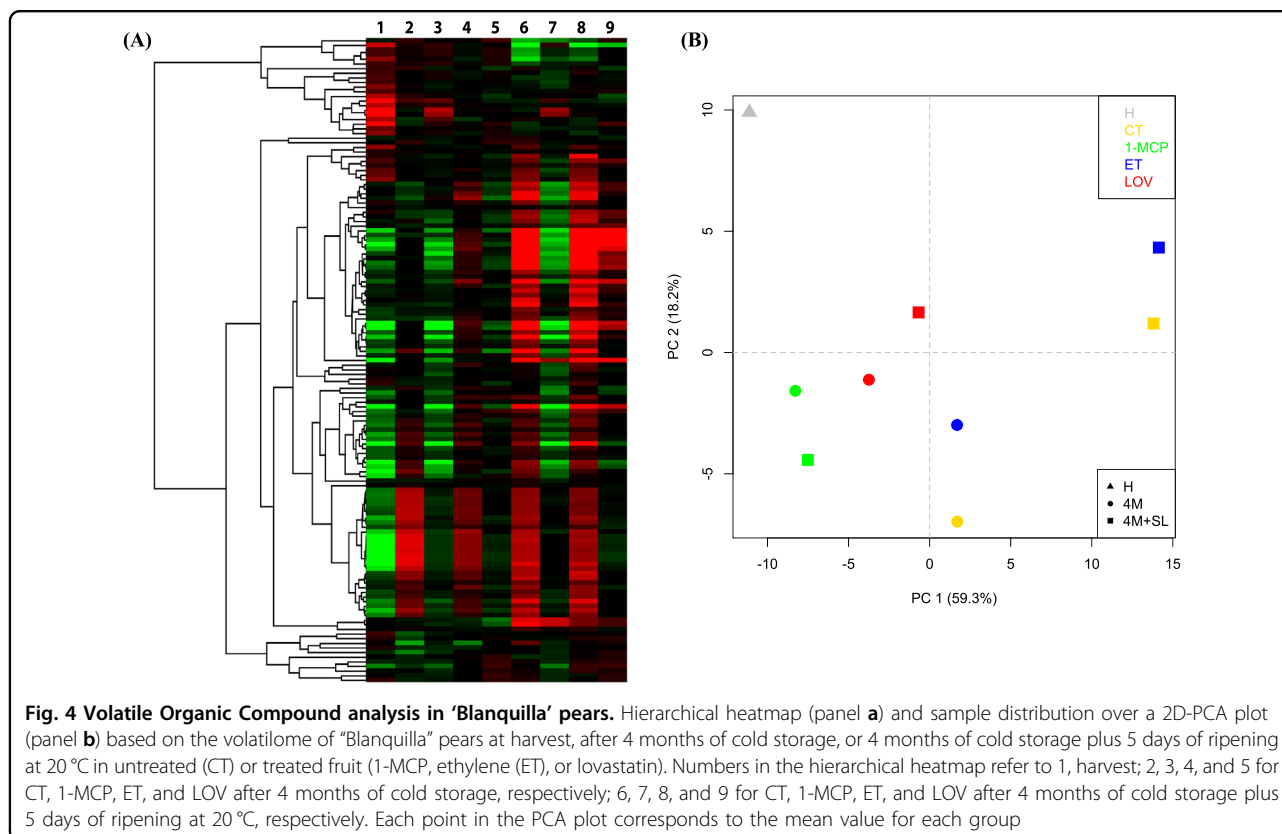 (A)
1 2 3 4 5 6 7 8 9
(B)
H
CT
1-MCP
ET
LOV
10
5
0
-5
PC 2 (18.2%)
H
4M
4M+SL
-10 -5 0 5 10 15
PC 1 (59.3%)
Fig. 4 Volatile Organic Compound analysis in ‘Blanquilla’ pears. Hierarchical heatmap (panel a) and sample distribution over a 2D-PCA plot
(panel b) based on the volatilome of “Blanquilla” pears at harvest, after 4 months of cold storage, or 4 months of cold storage plus 5 days of ripening
at 20 °C in untreated (CT) or treated fruit (1-MCP, ethylene (ET), or lovastatin). Numbers in the hierarchical heatmap refer to 1, harvest; 2, 3, 4, and 5 for
CT, 1-MCP, ET, and LOV after 4 months of cold storage, respectively; 6, 7, 8, and 9 for CT, 1-MCP, ET, and LOV after 4 months of cold storage plus
5 days of ripening at 20 °C, respectively. Each point in the PCA plot corresponds to the mean value for each group